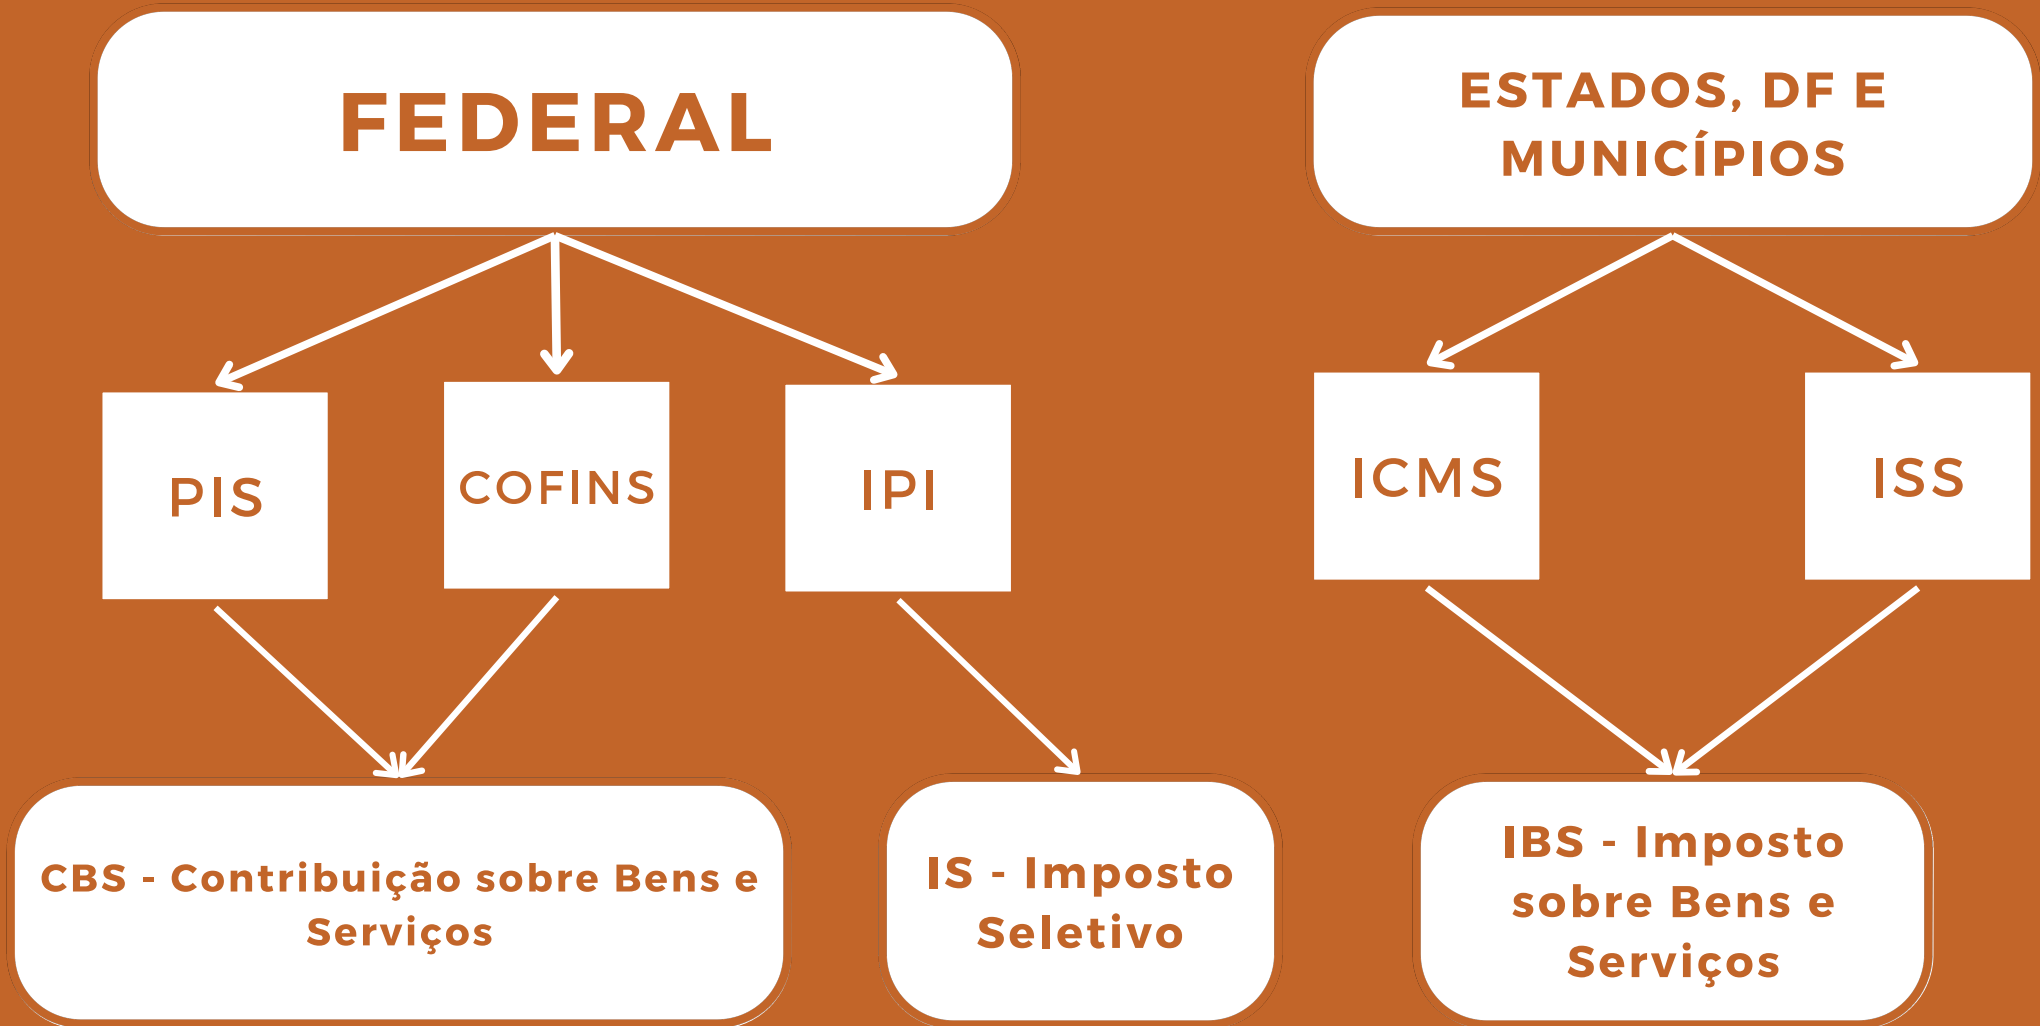 FEDERAL
ESTADOS, DF E
MUNICÍPIOS
PIS
COFINS
IPI
ICMS
ISS
CBS - Contribuição sobre Bens e
Serviços
IS - Imposto
Seletivo
IBS - Imposto
sobre Bens e
Serviços